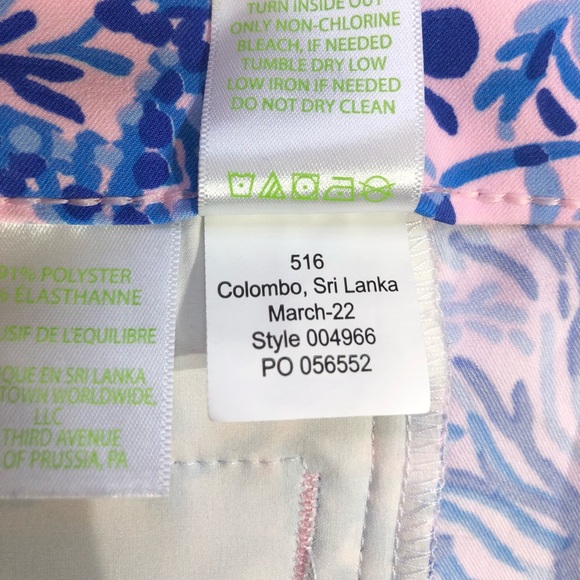 TURN INSIDE OUT
ONLY NON-CHLORINE
BLEACH, IF NEEDED
TUMBLE DRY LOW
LOW IRON IF NEEDED
DO NOT DRY CLEAN
91% POLYSTER
% ÉLASTHANNE
USIF DE L'EQUILIBRE
QUE EN SRI LANKA
TOWN WORLDWIDE,
LLC
THIRD AVENUE
OF PRUSSIA, PA
516
Colombo, Sri Lanka
March-22
Style 004966
PO 056552